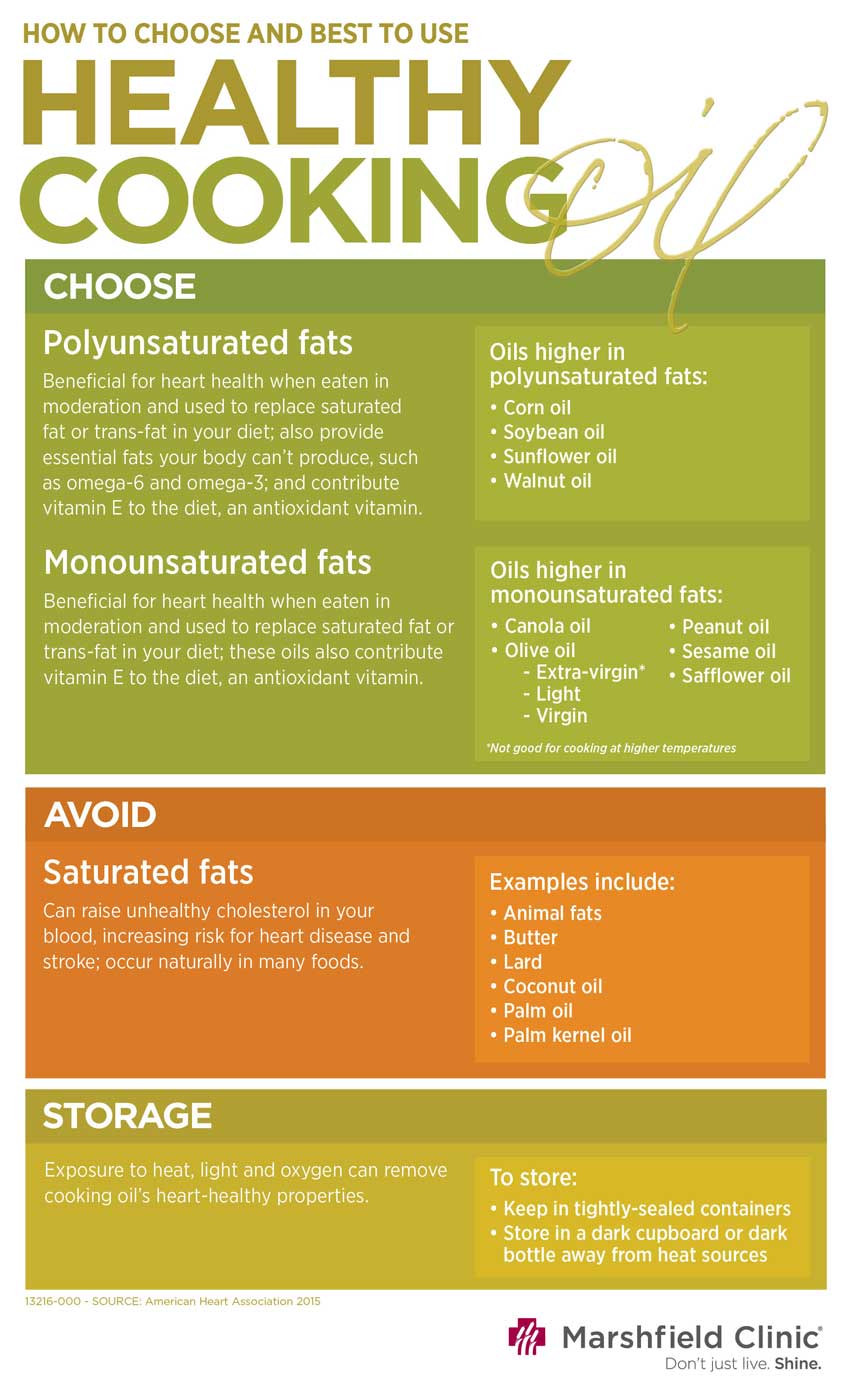 HOW TO CHOOSE AND BEST TO USE
HEALTHY
COOKING
oil
CHOOSE
Polyunsaturated fats
Beneficial for heart health when eaten in
moderation and used to replace saturated
fat or trans-fat in your diet; also provide
essential fats your body can’t produce, such
as omega-6 and omega-3; and contribute
vitamin E to the diet, an antioxidant vitamin.
Oils higher in
polyunsaturated fats:
• Corn oil
• Soybean oil
• Sunflower oil
• Walnut oil
Monounsaturated fats
Beneficial for heart health when eaten in
moderation and used to replace saturated fat or
trans-fat in your diet; these oils also contribute
vitamin E to the diet, an antioxidant vitamin.
Oils higher in
monounsaturated fats:
• Canola oil
• Olive oil
- Extra-virgin*
- Light
- Virgin
• Peanut oil
• Sesame oil
• Safflower oil
*Not good for cooking at higher temperatures
AVOID
Saturated fats
Can raise unhealthy cholesterol in your
blood, increasing risk for heart disease and
stroke; occur naturally in many foods.
Examples include:
• Animal fats
• Butter
• Lard
• Coconut oil
• Palm oil
• Palm kernel oil
STORAGE
Exposure to heat, light and oxygen can remove
cooking oil’s heart-healthy properties.
To store:
• Keep in tightly-sealed containers
• Store in a dark cupboard or dark
bottle away from heat sources
13216-000 - SOURCE: American Heart Association 2015
Marshfield Clinic®
Don’t just live. Shine.